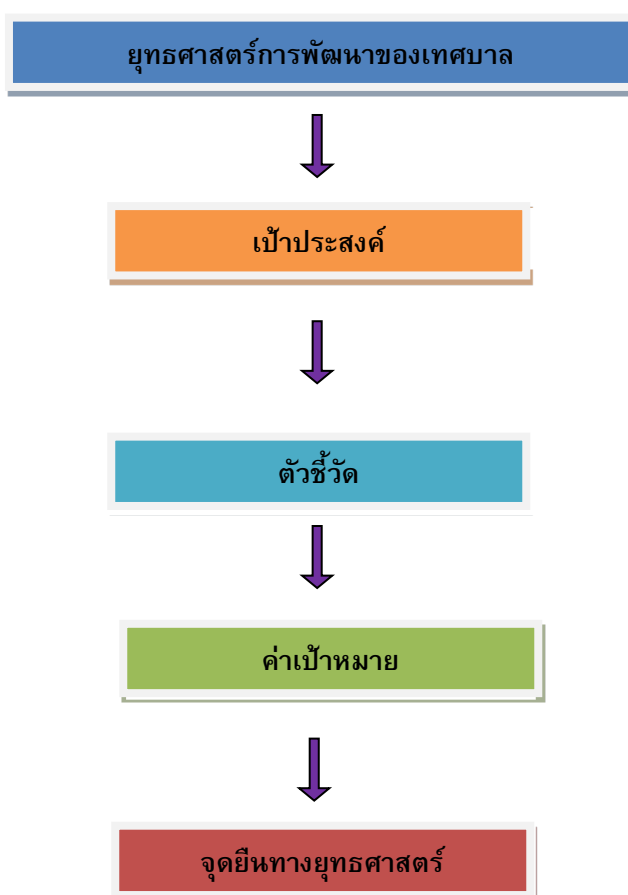 ยุทธศาสตร์การพัฒนาของเทศบาล
เป้าประสงค์
ตัวชี้วัด
ค่าเป้าหมาย
จุดยืนทางยุทธศาสตร์